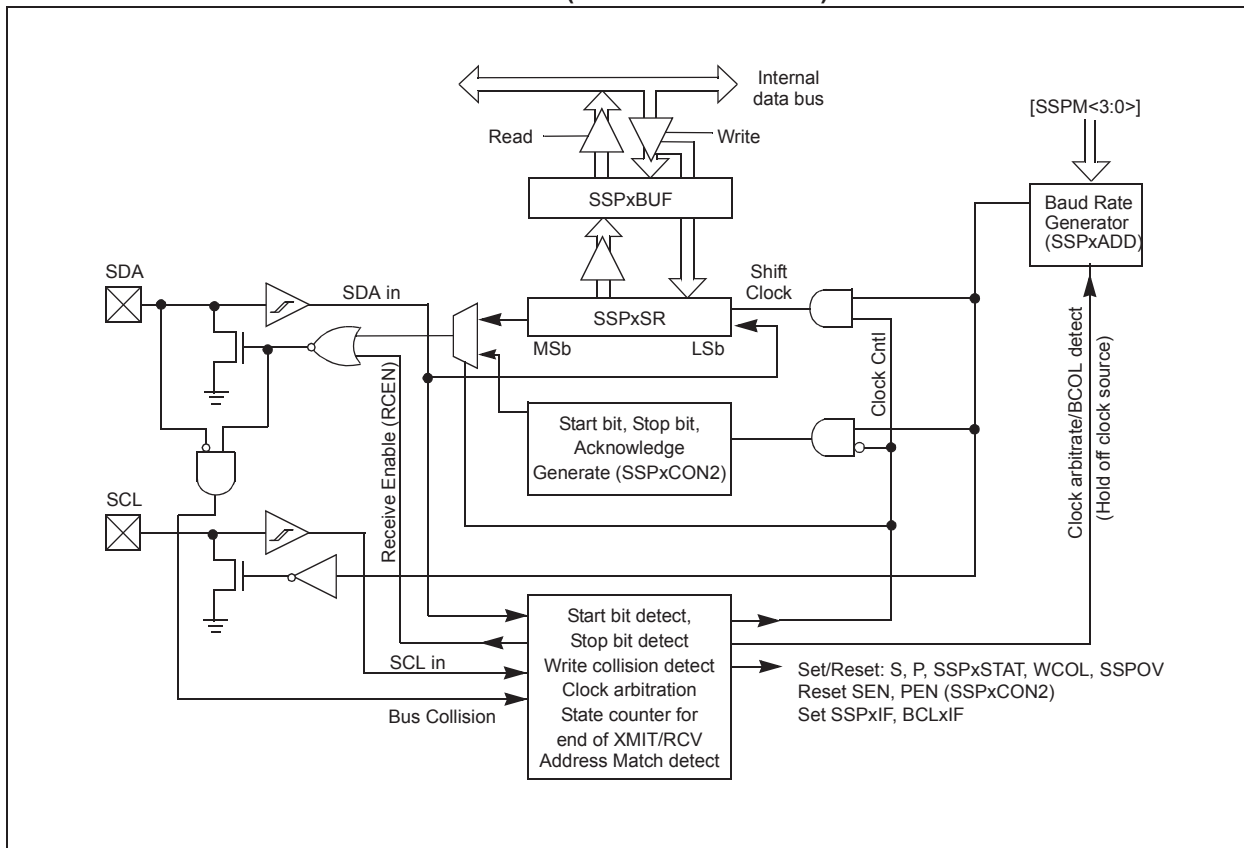 Internal
data bus
[SSPM<3:0>]
Read
Write
SSPxBUF
Baud Rate
Generator
(SSPxADD)
SDA
SDA in
Shift
Clock
SSPxSR
MSb
LSb
Receive Enable (RCEN)
Clock Cntl
Clock arbitrate/BCOL detect
(Hold off clock source)
Start bit, Stop bit,
Acknowledge
Generate (SSPxCON2)
SCL
SCL in
Bus Collision
Start bit detect,
Stop bit detect
Write collision detect
Clock arbitration
State counter for
end of XMIT/RCV
Address Match detect
Set/Reset: S, P, SSPxSTAT, WCOL, SSPOV
Reset SEN, PEN (SSPxCON2)
Set SSPxIF, BCLxIF